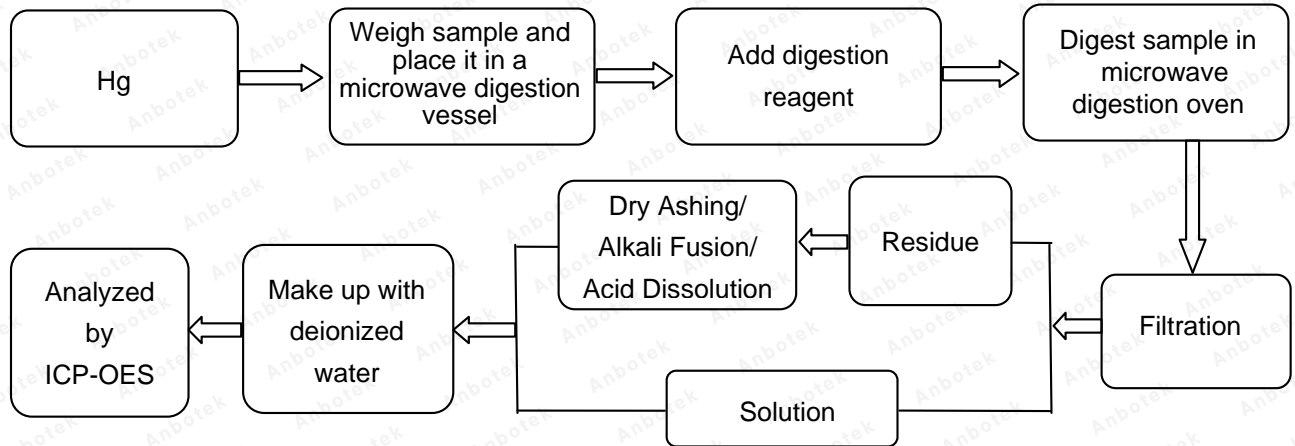 Hg
Weigh sample and
place it in a
microwave digestion
vessel
Add digestion
reagent
Digest sample in
microwave
digestion oven
Filtration
Residue
Dry Ashing/
Alkali Fusion/
Acid Dissolution
Solution
Make up with
deionized
water
Analyzed
by
ICP-OES
Anbotek